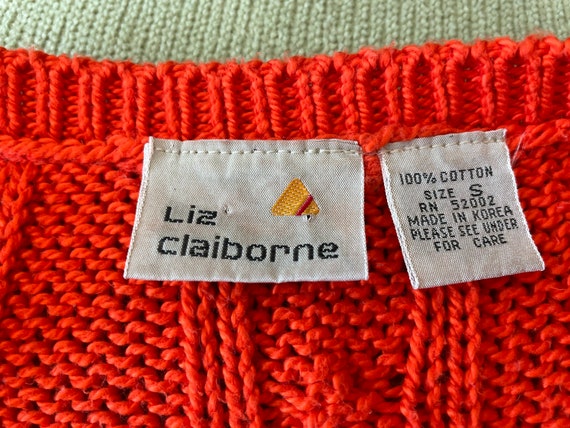 Liz
claiborne
100% COTTON
SIZE S
RN 52002
MADE IN KOREA
PLEASE SEE UNDER
FOR CARE